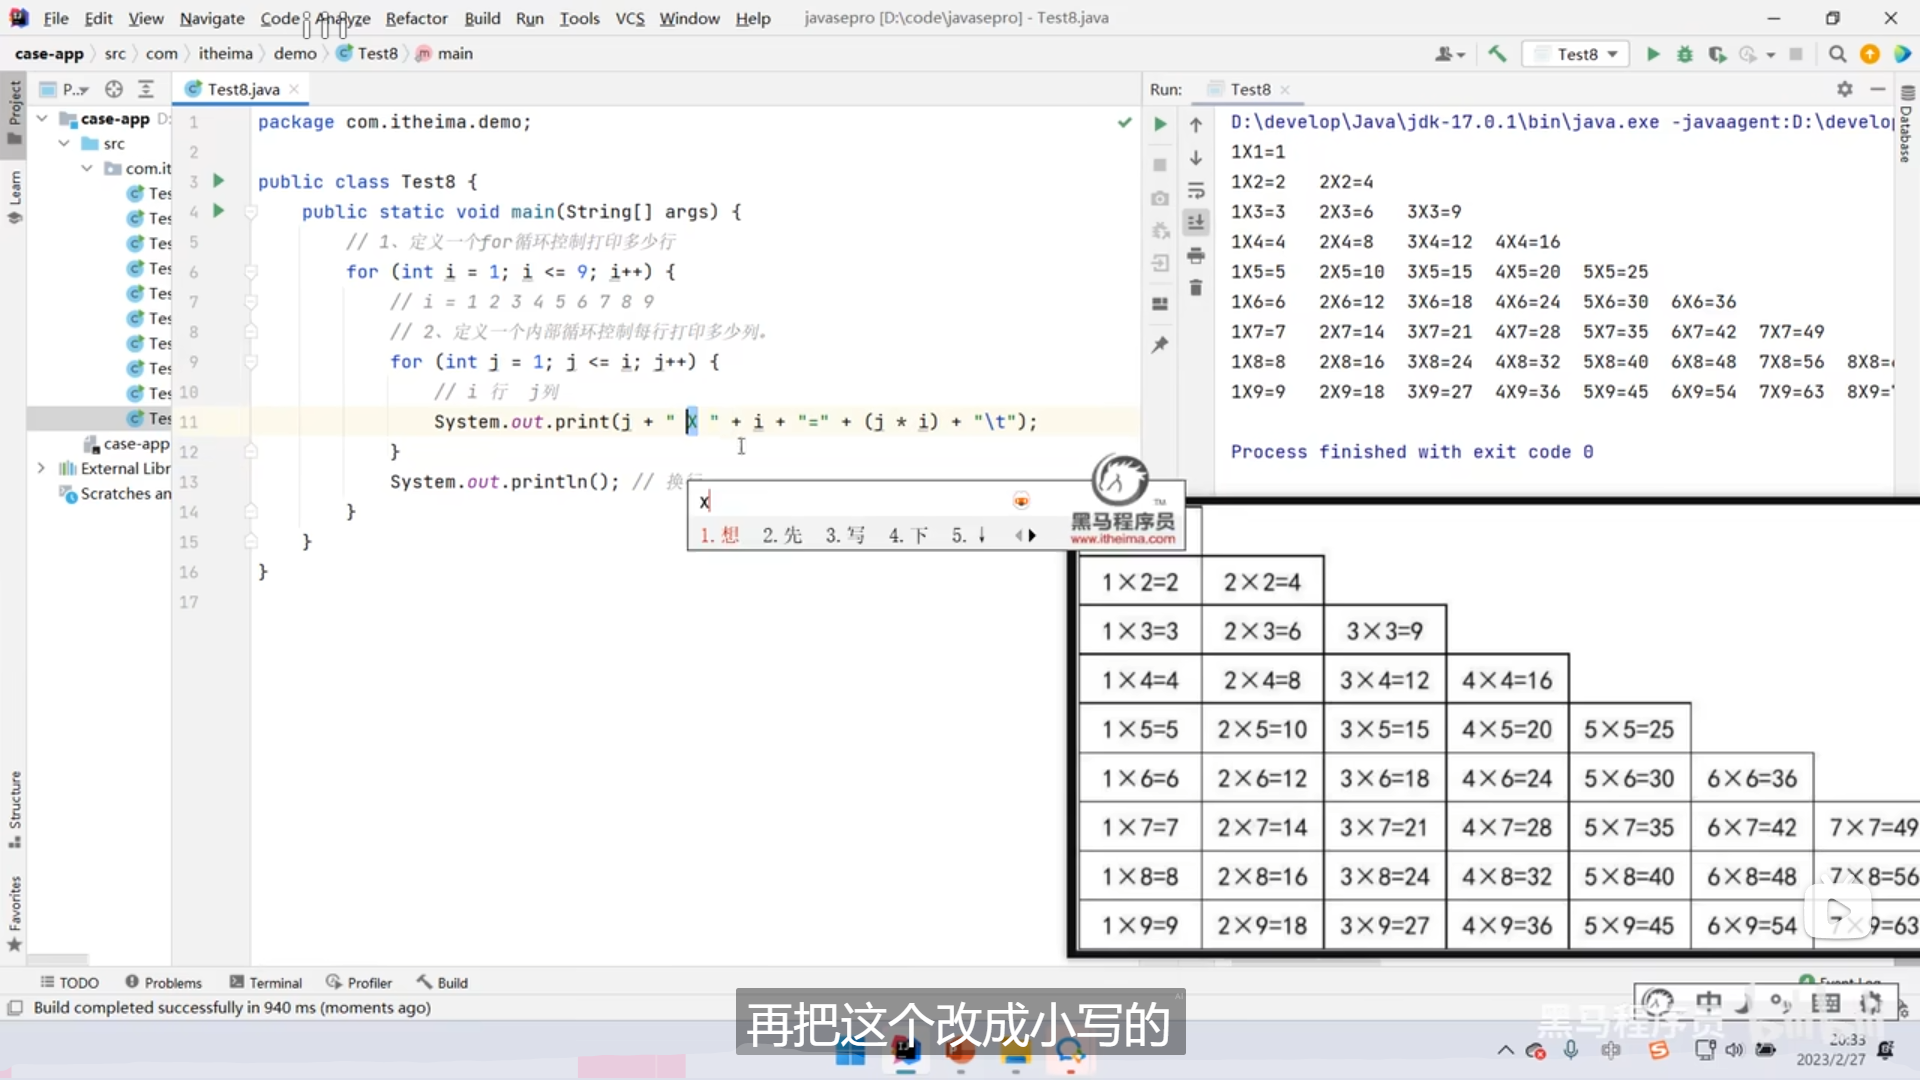 File Edit View Navigate Code Analyze Refactor Build Run Tools VCS Window Help javasepro [D:\code\javasepro] - Test8.java
case-app src com itheima demo Test8 main
Test8
Project
P..
Test8.java
Run: Test8
case-app D:
src
com.it
Tes
Tes
Tes
Tes
Tes
Tes
Tes
Tes
Tes
Tes
case-app
External Libr
Scratches an
Learn
Structure
Favorites
Database
1 package com.itheima.demo;
2
3 public class Test8 {
4 public static void main(String[] args) {
5 // 1、定义一个for循环控制打印多少行
6 for (int i = 1; i <= 9; i++) {
7 // i = 1 2 3 4 5 6 7 8 9
8 // 2、定义一个内部循环控制每行打印多少列。
9 for (int j = 1; j <= i; j++) {
10 // i 行 j列
11 System.out.print(j + " X " + i + "=" + (j * i) + "\t");
12 }
13 System.out.println(); // 换行
14 }
15 }
16 }
17
x
1.想 2.先 3.写 4.下 5.↓
黑马程序员 TM
www.itheima.com
D:\develop\Java\jdk-17.0.1\bin\java.exe -javaagent:D:\develop
1X1=1
1X2=2 2X2=4
1X3=3 2X3=6 3X3=9
1X4=4 2X4=8 3X4=12 4X4=16
1X5=5 2X5=10 3X5=15 4X5=20 5X5=25
1X6=6 2X6=12 3X6=18 4X6=24 5X6=30 6X6=36
1X7=7 2X7=14 3X7=21 4X7=28 5X7=35 6X7=42 7X7=49
1X8=8 2X8=16 3X8=24 4X8=32 5X8=40 6X8=48 7X8=56 8X8=
1X9=9 2X9=18 3X9=27 4X9=36 5X9=45 6X9=54 7X9=63 8X9=
Process finished with exit code 0
1×2=2 2×2=4
1×3=3 2×3=6 3×3=9
1×4=4 2×4=8 3×4=12 4×4=16
1×5=5 2×5=10 3×5=15 4×5=20 5×5=25
1×6=6 2×6=12 3×6=18 4×6=24 5×6=30 6×6=36
1×7=7 2×7=14 3×7=21 4×7=28 5×7=35 6×7=42 7×7=49
1×8=8 2×8=16 3×8=24 4×8=32 5×8=40 6×8=48 7×8=56
1×9=9 2×9=18 3×9=27 4×9=36 5×9=45 6×9=54 7×9=63
TODO Problems Terminal Profiler Build Event Log
Build completed successfully in 940 ms (moments ago)
再把这个改成小写的
中
黑马程序员 bilibili
20:33
2023/2/27